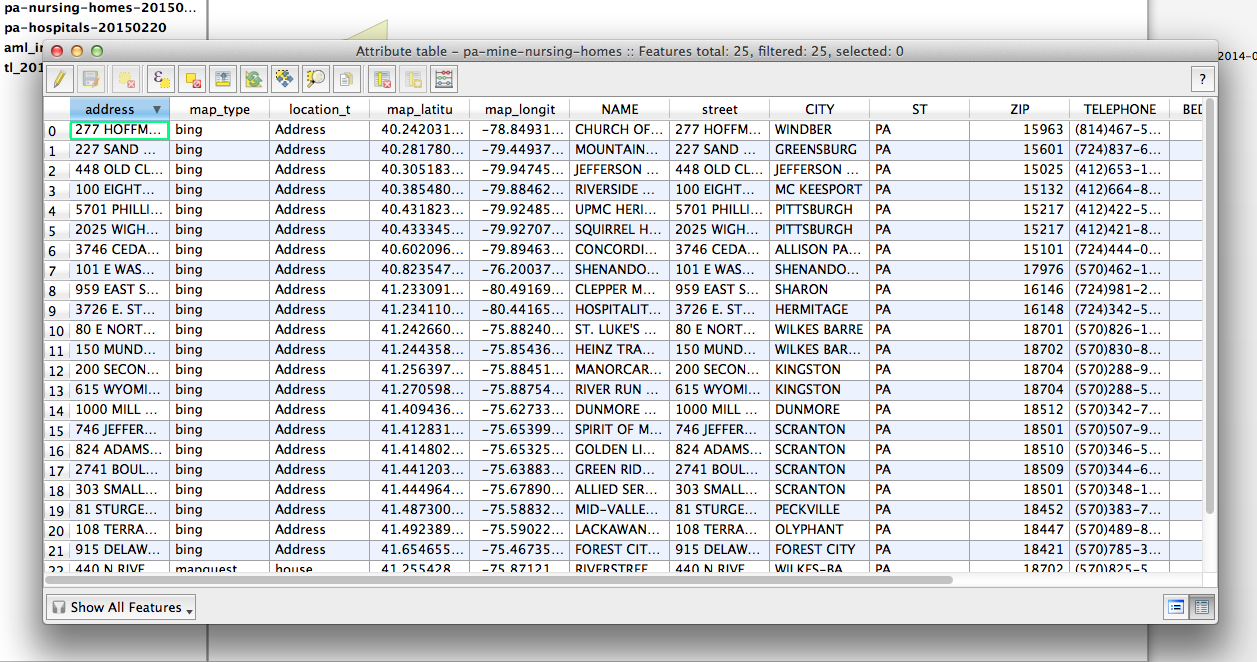 pa-nursing-homes-20150...
pa-hospitals-20150220
aml_in
tl_201
2014-0
Attribute table - pa-mine-nursing-homes :: Features total: 25, filtered: 25, selected: 0
?
address map_type location_t map_latitu map_longit NAME street CITY ST ZIP TELEPHONE BED
0 277 HOFFM... bing Address 40.242031... -78.84931... CHURCH OF... 277 HOFFM... WINDBER PA 15963 (814)467-5...
1 227 SAND ... bing Address 40.281780... -79.44937... MOUNTAIN... 227 SAND ... GREENSBURG PA 15601 (724)837-6...
2 448 OLD CL... bing Address 40.305183... -79.94745... JEFFERSON ... 448 OLD CL... JEFFERSON ... PA 15025 (412)653-1...
3 100 EIGHT... bing Address 40.385480... -79.88462... RIVERSIDE ... 100 EIGHT... MC KEESPORT PA 15132 (412)664-8...
4 5701 PHILLI... bing Address 40.431823... -79.92485... UPMC HERI... 5701 PHILLI... PITTSBURGH PA 15217 (412)422-5...
5 2025 WIGH... bing Address 40.433345... -79.92707... SQUIRREL H... 2025 WIGH... PITTSBURGH PA 15217 (412)421-8...
6 3746 CEDA... bing Address 40.602096... -79.89463... CONCORDI... 3746 CEDA... ALLISON PA... PA 15101 (724)444-0...
7 101 E WAS... bing Address 40.823547... -76.20037... SHENANDO... 101 E WAS... SHENANDO... PA 17976 (570)462-1...
8 959 EAST S... bing Address 41.233091... -80.49169... CLEPPER M... 959 EAST S... SHARON PA 16146 (724)981-2...
9 3726 E. ST... bing Address 41.234110... -80.44165... HOSPITALIT... 3726 E. ST... HERMITAGE PA 16148 (724)342-5...
10 80 E NORT... bing Address 41.242660... -75.88240... ST. LUKE'S ... 80 E NORT... WILKES BARRE PA 18701 (570)826-1...
11 150 MUND... bing Address 41.244358... -75.85436... HEINZ TRA... 150 MUND... WILKES BAR... PA 18702 (570)830-8...
12 200 SECON... bing Address 41.256397... -75.88451... MANORCAR... 200 SECON... KINGSTON PA 18704 (570)288-9...
13 615 WYOMI... bing Address 41.270598... -75.88754... RIVER RUN ... 615 WYOMI... KINGSTON PA 18704 (570)288-5...
14 1000 MILL ... bing Address 41.409436... -75.62733... DUNMORE ... 1000 MILL ... DUNMORE PA 18512 (570)342-7...
15 746 JEFFER... bing Address 41.412831... -75.65399... SPIRIT OF M... 746 JEFFER... SCRANTON PA 18501 (570)507-9...
16 824 ADAMS... bing Address 41.414802... -75.65325... GOLDEN LI... 824 ADAMS... SCRANTON PA 18510 (570)346-5...
17 2741 BOUL... bing Address 41.441203... -75.63883... GREEN RID... 2741 BOUL... SCRANTON PA 18509 (570)344-6...
18 303 SMALL... bing Address 41.444964... -75.67890... ALLIED SER... 303 SMALL... SCRANTON PA 18501 (570)348-1...
19 81 STURGE... bing Address 41.487300... -75.58832... MID-VALLE... 81 STURGE... PECKVILLE PA 18452 (570)383-7...
20 108 TERRA... bing Address 41.492389... -75.59022... LACKAWAN... 108 TERRA... OLYPHANT PA 18447 (570)489-8...
21 915 DELAW... bing Address 41.654655... -75.46735... FOREST CIT... 915 DELAW... FOREST CITY PA 18421 (570)785-3...
22 440 N RIVE... mapquest house 41.255428... -75.87121... RIVERSTREE... 440 N RIVE... WILKES-BA... PA 18702 (570)825-5...
Show All Features